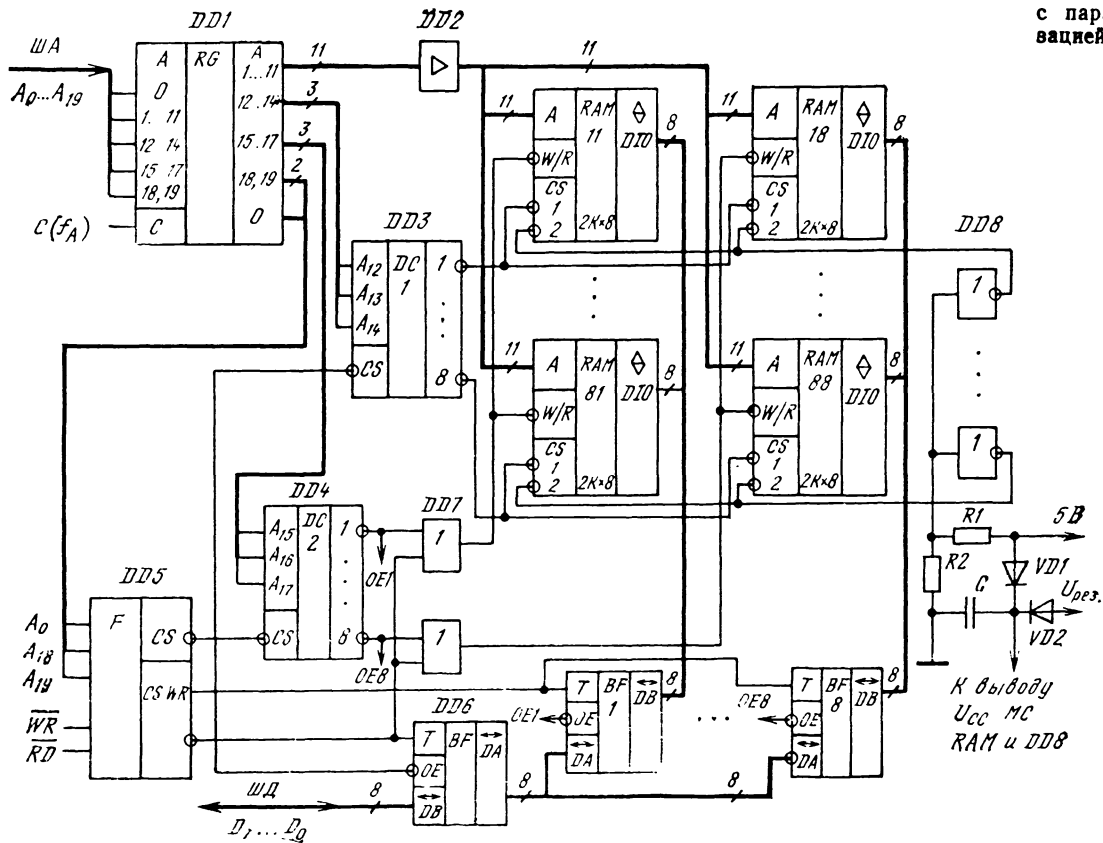 с пар
вацией
DD1
DD2
ША
A0...A19
A
0
1. 11
12 14
15 17
18,19
C
RG
A
1...11
12..14
15..17
18,19
0
C(fA)
11
3
3
2
11
11
A
W/R
CS
1
2
RAM
11
2K×8
DIO
8
11
A
W/R
CS
1
2
RAM
18
2K×8
DIO
8
DD3
A12
A13
A14
CS
DC
1
1
8
DD8
1
1
11
A
W/R
CS
1
2
RAM
81
2K×8
DIO
8
11
A
W/R
CS
1
2
RAM
88
2K×8
DIO
8
DD4
A15
A16
A17
CS
DC
2
1
8
OE1
OE8
DD7
1
1
R1
5В
R2
VD1
C
Uрез.
VD2
К выводу
UCC МС
RAM и DD8
DD5
A0
A18
A19
WR
RD
F
CS
CSWR
DD6
T
OE
DB
BF
DA
ШД
D7...D0
8
8
OE1
T
OE
DA
BF
1
DB
8
...
OE8
8
T
OE
DA
BF
8
DB
8